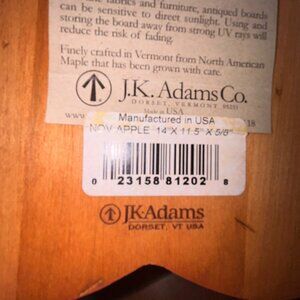 fabrics and furniture, antiqued boards
can be sensitive to direct sunlight. Using and
storing the board away from strong UV rays will
reduce the risk of fading.
Finely crafted in Vermont from North American
Maple that has been grown with care.
J.K. Adams Co.
DORSET, VERMONT
Made in USA
www.
Manufactured in USA
NOV APPLE 14 X 11.5" X 5/8"
0 23158 81202 8
JK Adams
DORSET, VT USA